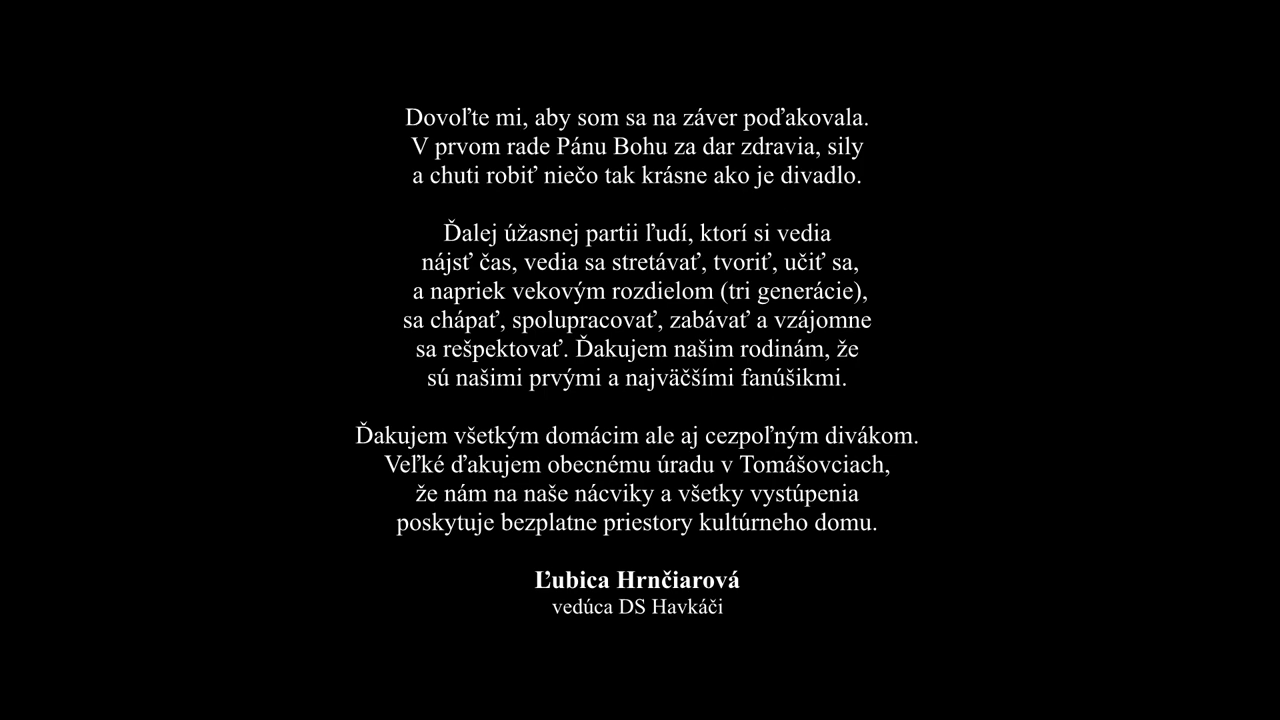 Dovoľte mi, aby som sa na záver poďakovala.
V prvom rade Pánu Bohu za dar zdravia, sily
a chuti robiť niečo tak krásne ako je divadlo.
Ďalej úžasnej partii ľudí, ktorí si vedia
nájsť čas, vedia sa stretávať, tvoriť, učiť sa,
a napriek vekovým rozdielom (tri generácie),
sa chápať, spolupracovať, zabávať a vzájomne
sa rešpektovať. Ďakujem našim rodinám, že
sú našimi prvými a najväčšími fanúšikmi.
Ďakujem všetkým domácim ale aj cezpoľným divákom.
Veľké ďakujem obecnému úradu v Tomášovciach,
že nám na naše nácviky a všetky vystúpenia
poskytuje bezplatne priestory kultúrneho domu.
Ľubica Hrnčiarová
vedúca DS Havkáči